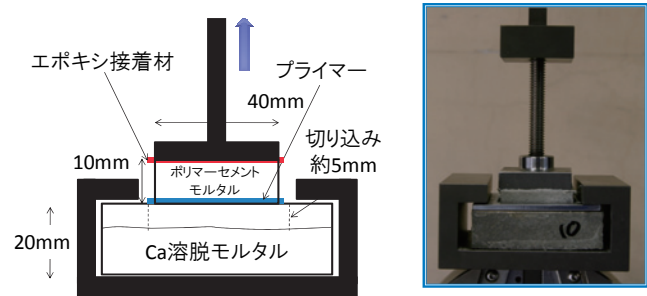 エポキシ接着材
プライマー
40mm
切り込み
約5mm
10mm
ポリマーセメント
モルタル
20mm
Ca溶脱モルタル
10